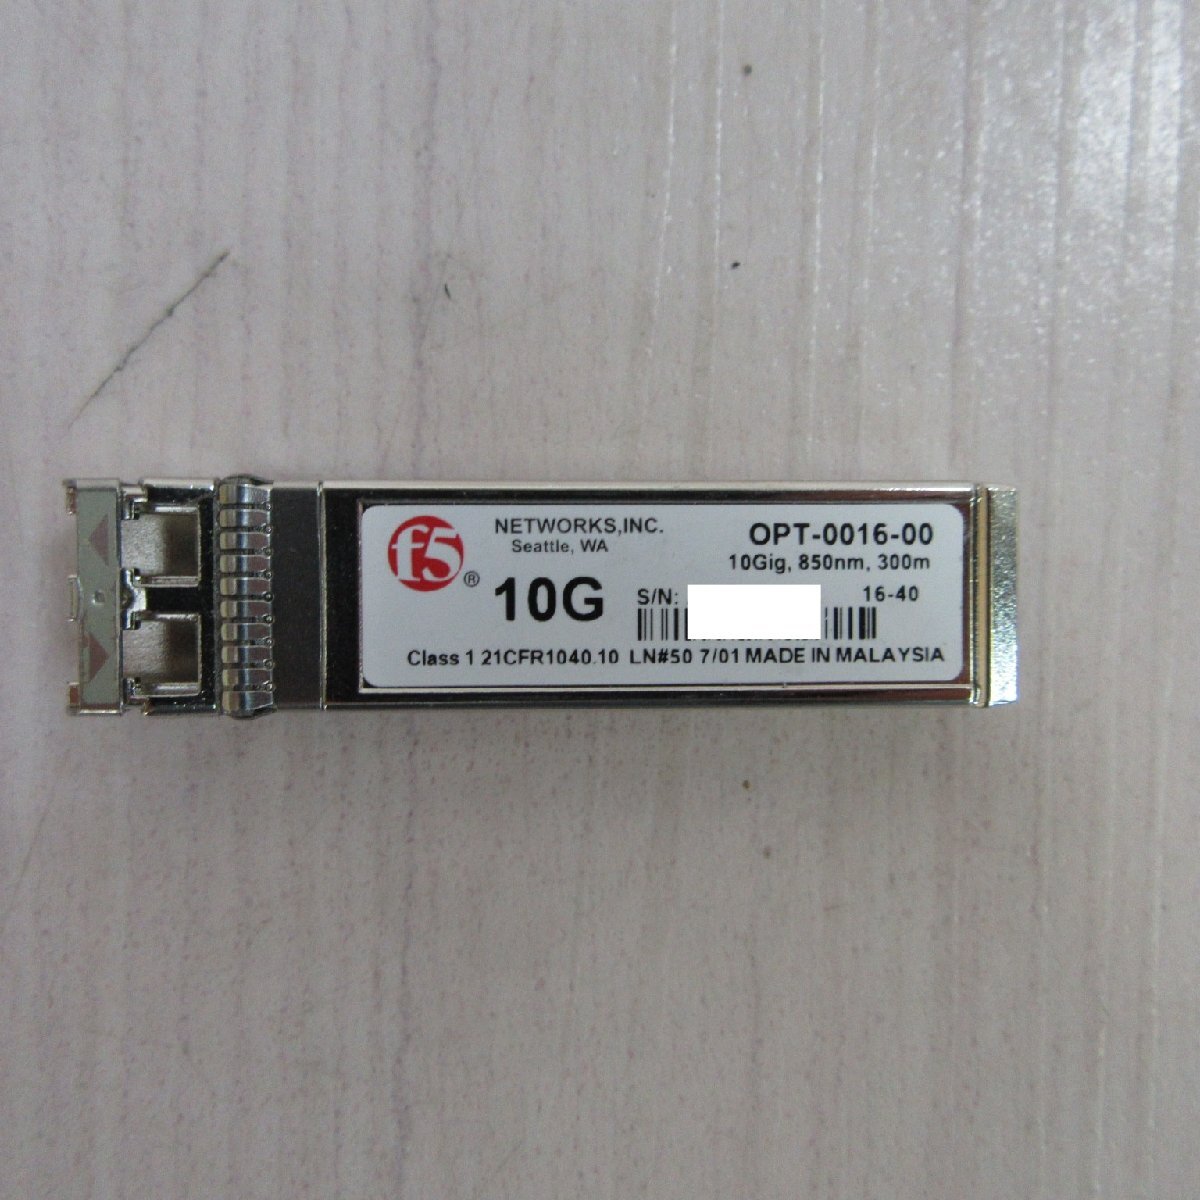 f5®
NETWORKS,INC.
Seattle, WA
OPT-0016-00
10Gig, 850nm, 300m
10G
S/N:
16-40
Class 1 21CFR1040.10 LN#50 7/01 MADE IN MALAYSIA